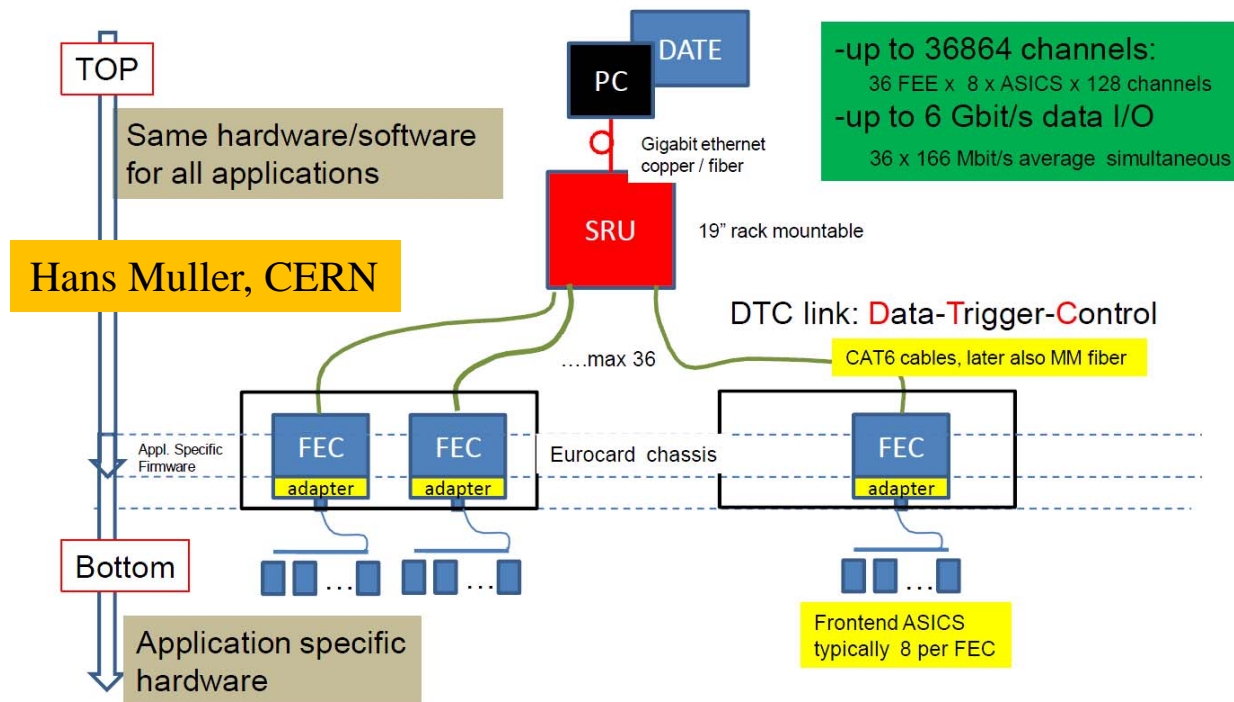 TOP
DATE
PC
-up to 36864 channels:
36 FEE x 8 x ASICS x 128 channels
-up to 6 Gbit/s data I/O
36 x 166 Mbit/s average simultaneous
Same hardware/software
for all applications
Gigabit ethernet
copper / fiber
SRU
19” rack mountable
Hans Muller, CERN
DTC link: Data-Trigger-Control
….max 36
CAT6 cables, later also MM fiber
Appl. Specific
Firmware
FEC
adapter
FEC
adapter
Eurocard chassis
FEC
adapter
Bottom
…
…
…
Frontend ASICS
typically 8 per FEC
Application specific
hardware